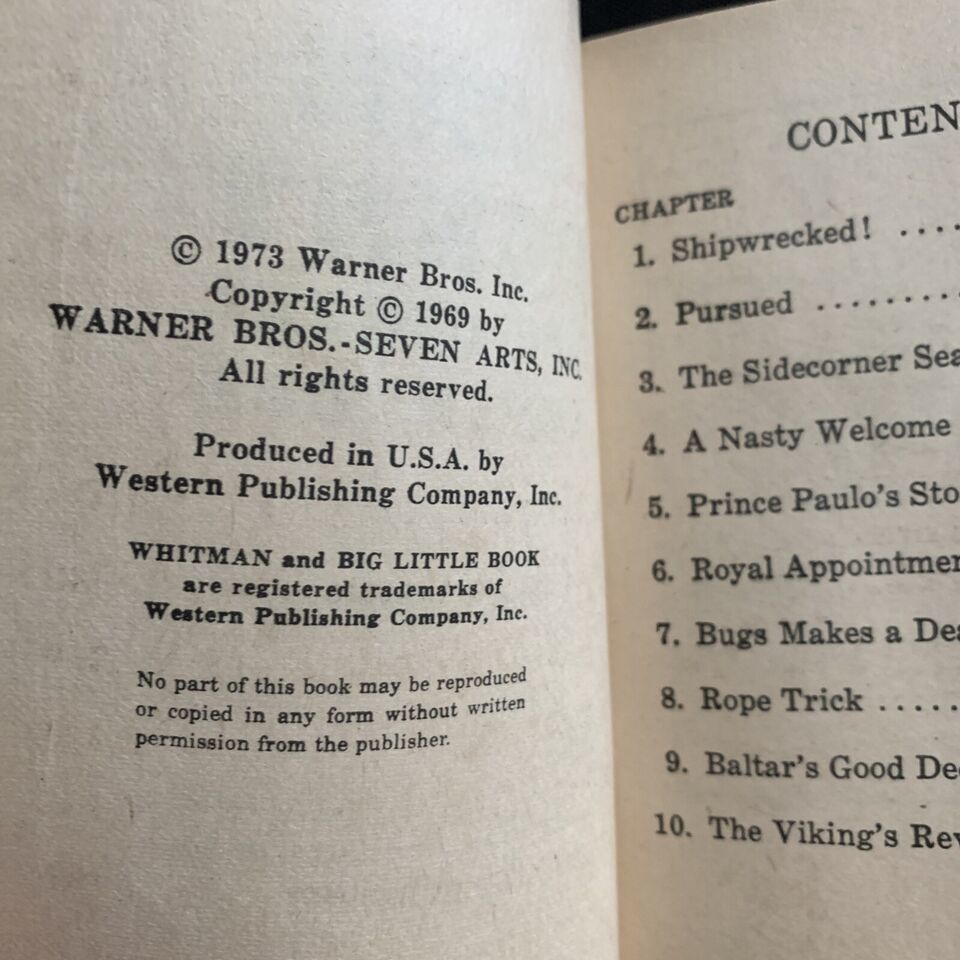 © 1973 Warner Bros. Inc.
Copyright © 1969 by
WARNER BROS.-SEVEN ARTS, INC.
All rights reserved.
Produced in U.S.A. by
Western Publishing Company, Inc.
WHITMAN and BIG LITTLE BOOK
are registered trademarks of
Western Publishing Company, Inc.
No part of this book may be reproduced
or copied in any form without written
permission from the publisher.
CONTEN
CHAPTER
1. Shipwrecked! ....
2. Pursued .........
3. The Sidecorner Sea
4. A Nasty Welcome
5. Prince Paulo's Sto
6. Royal Appointmen
7. Bugs Makes a Dea
8. Rope Trick .....
9. Baltar's Good Dee
10. The Viking's Rev